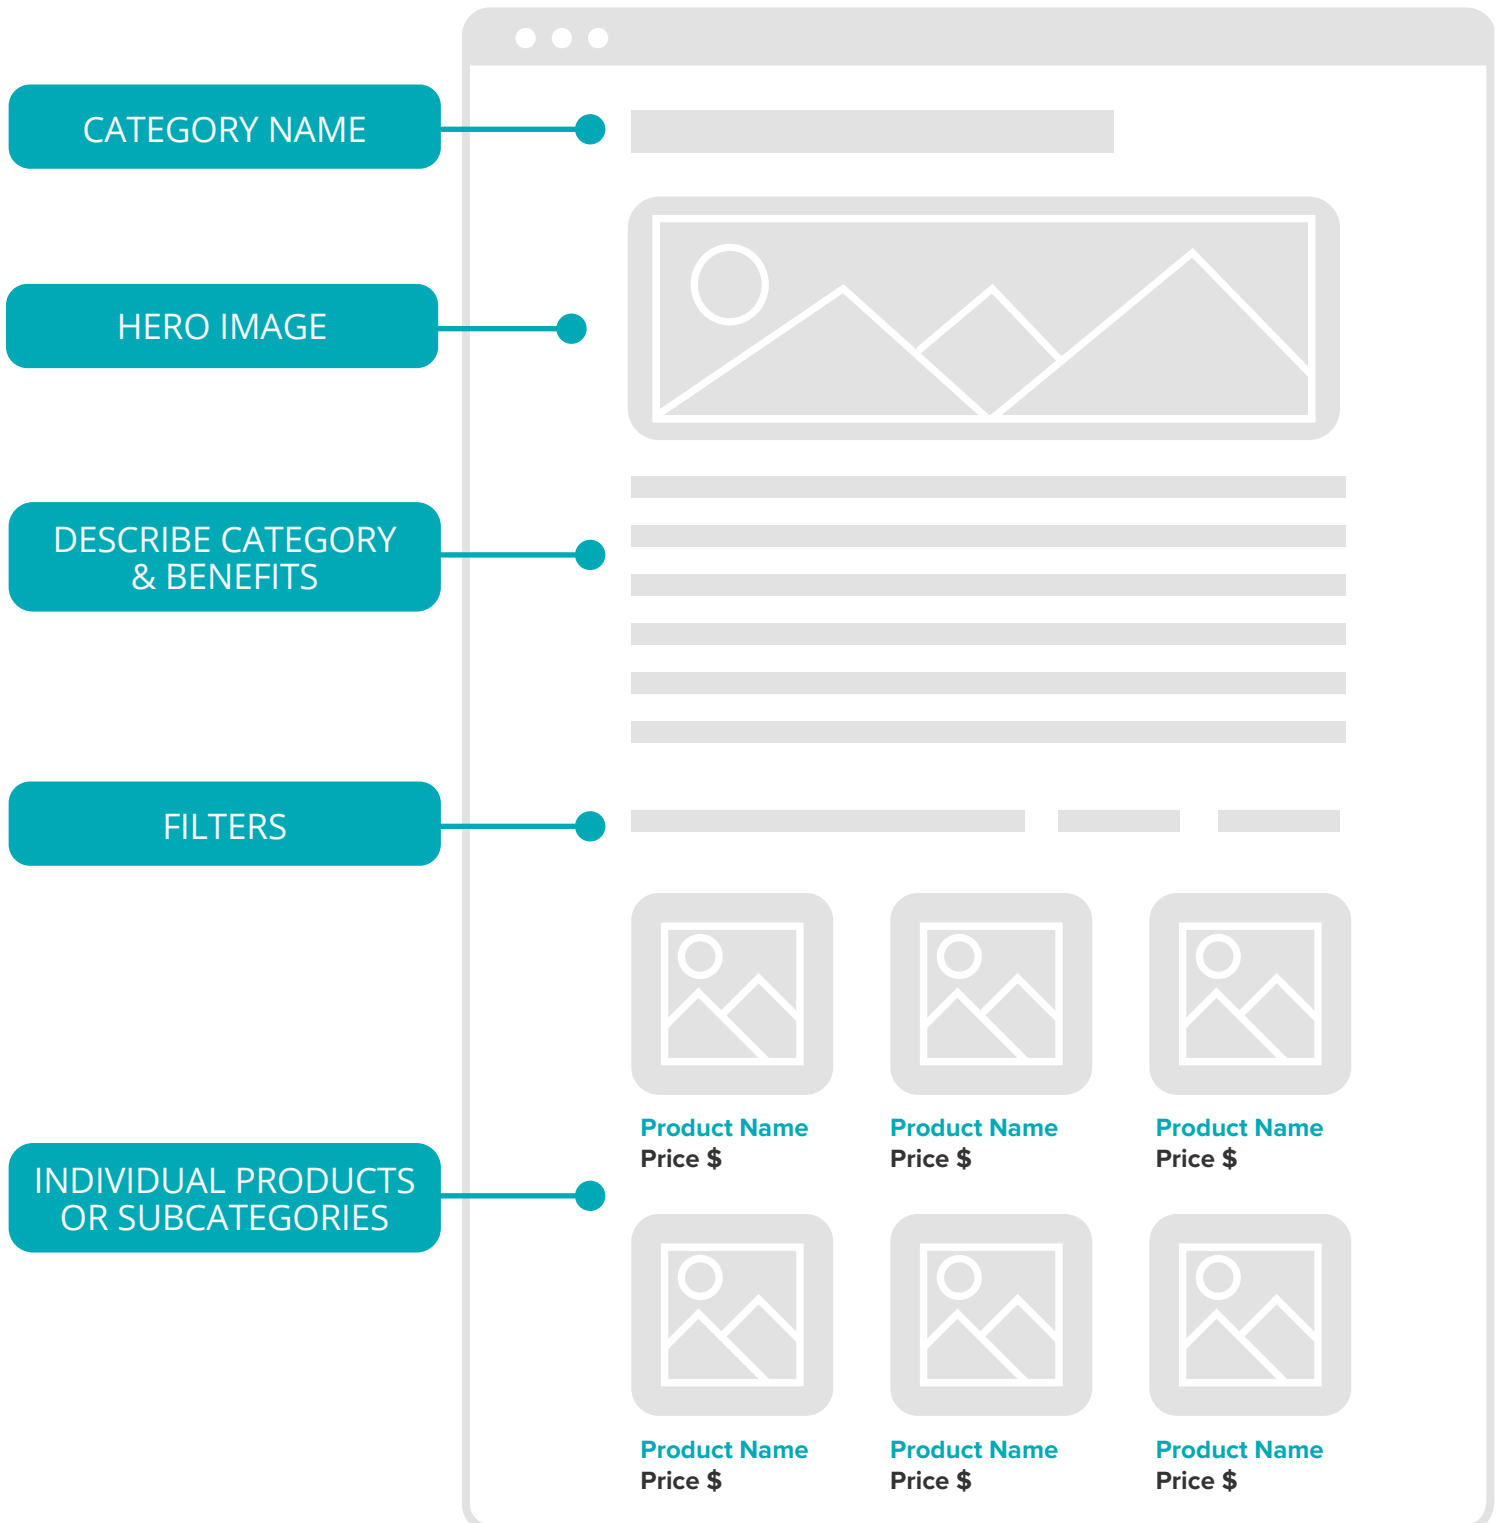 CATEGORY NAME
HERO IMAGE
DESCRIBE CATEGORY
& BENEFITS
FILTERS
Product Name
Price $
Product Name
Price $
Product Name
Price $
INDIVIDUAL PRODUCTS
OR SUBCATEGORIES
Product Name
Price $
Product Name
Price $
Product Name
Price $